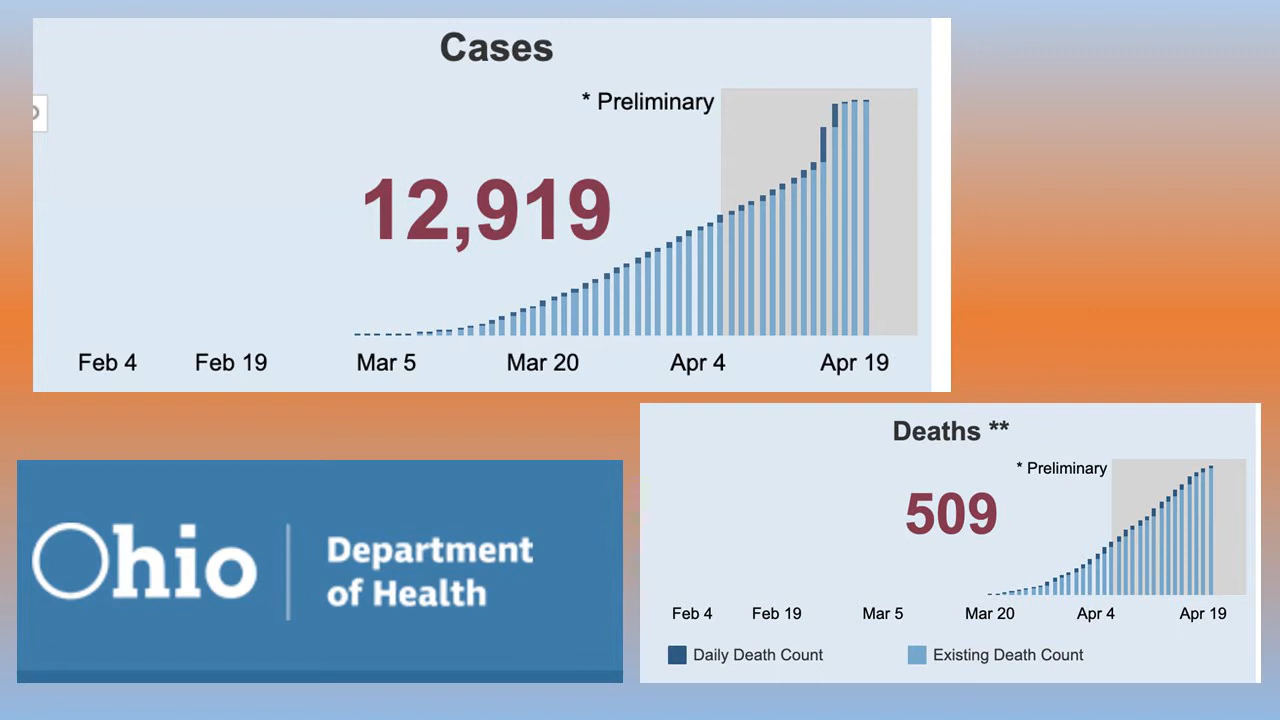 Cases
* Preliminary
12,919
Feb 4 Feb 19 Mar 5 Mar 20 Apr 4 Apr 19
Deaths **
* Preliminary
509
Feb 4 Feb 19 Mar 5 Mar 20 Apr 4 Apr 19
Daily Death Count Existing Death Count
Ohio
Department
of Health